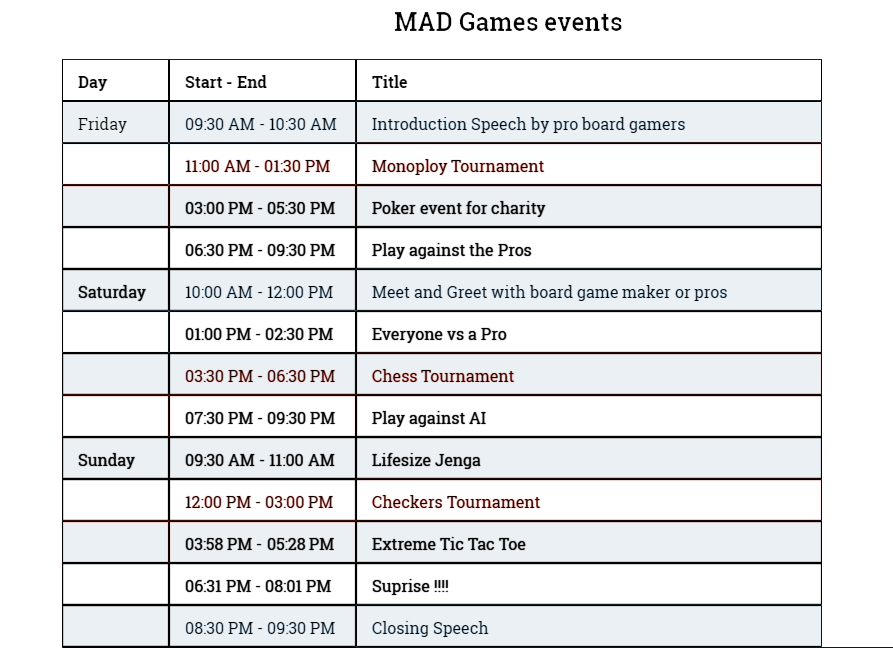 MAD Games events
Day Start - End Title
Friday 09:30 AM - 10:30 AM Introduction Speech by pro board gamers
11:00 AM - 01:30 PM Monoploy Tournament
03:00 PM - 05:30 PM Poker event for charity
06:30 PM - 09:30 PM Play against the Pros
Saturday 10:00 AM - 12:00 PM Meet and Greet with board game maker or pros
01:00 PM - 02:30 PM Everyone vs a Pro
03:30 PM - 06:30 PM Chess Tournament
07:30 PM - 09:30 PM Play against AI
Sunday 09:30 AM - 11:00 AM Lifesize Jenga
12:00 PM - 03:00 PM Checkers Tournament
03:58 PM - 05:28 PM Extreme Tic Tac Toe
06:31 PM - 08:01 PM Suprise !!!!
08:30 PM - 09:30 PM Closing Speech